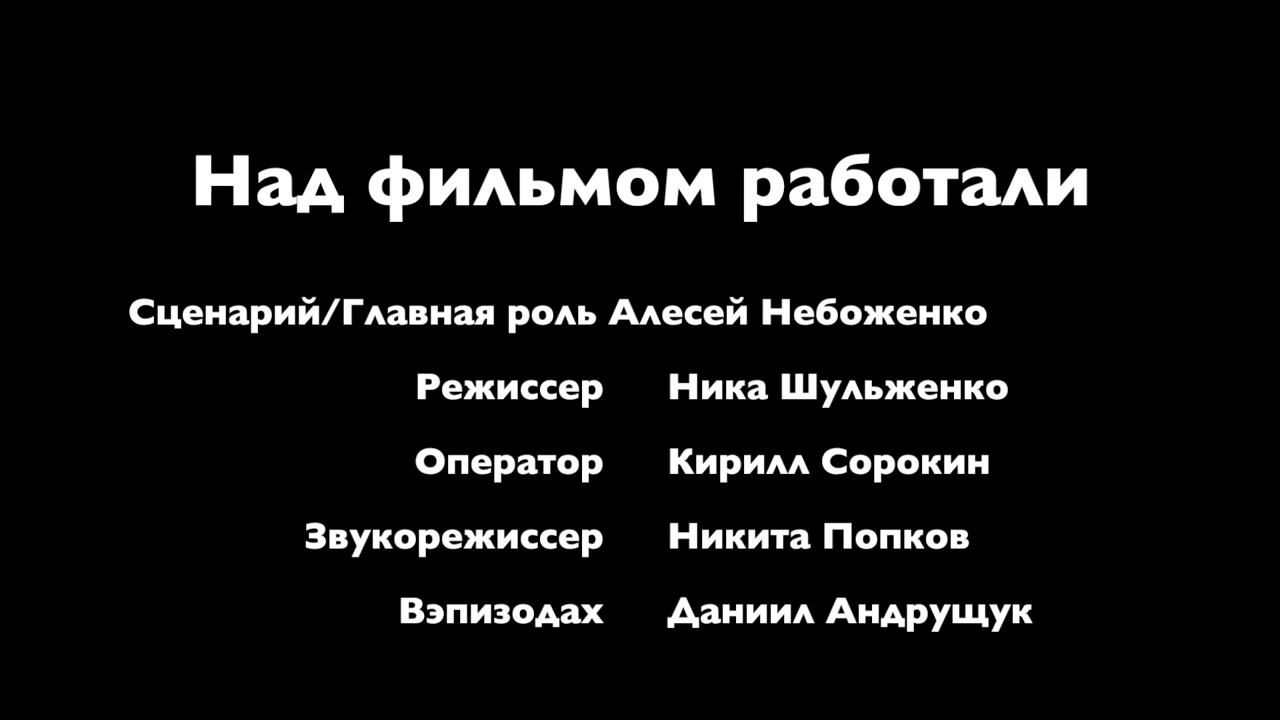 Над фильмом работали
Сценарий/Главная роль Алесей Небоженко
Режиссер Ника Шульженко
Оператор Кирилл Сорокин
Звукорежиссер Никита Попков
Вэпизодах Даниил Андрущук